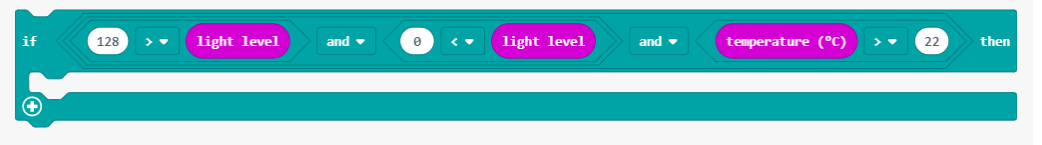 if 128 > light level and 0 < light level and temperature (°C) > 22 then